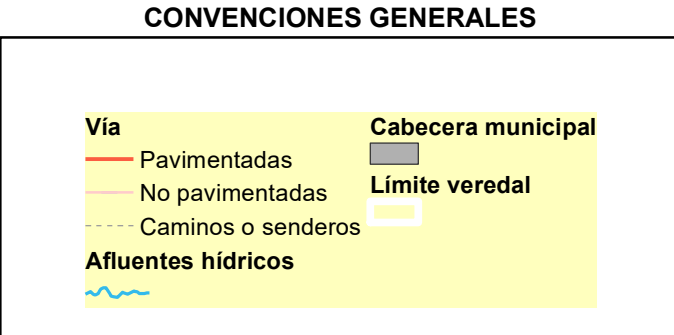 CONVENCIONES GENERALES
Vía
Pavimentadas
No pavimentadas
Caminos o senderos
Afluentes hídricos
Cabecera municipal
Límite veredal